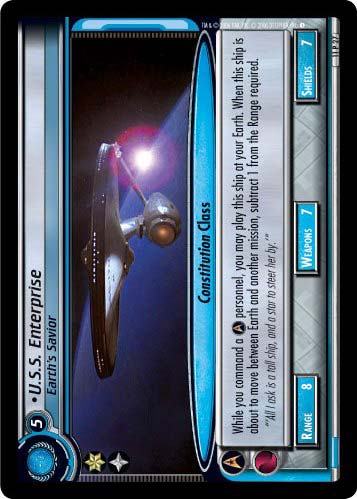 5
•U.S.S. Enterprise
Earth's Savior
Constitution Class
While you command a personnel, you may play this ship at your Earth. When this ship is
about to move between Earth and another mission, subtract 1 from the Range required.
"All I ask is a tall ship, and a star to steer her by."
RANGE 8
WEAPONS 7
SHIELDS 7